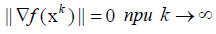 || ∇f(x^k) || = 0 при k → ∞